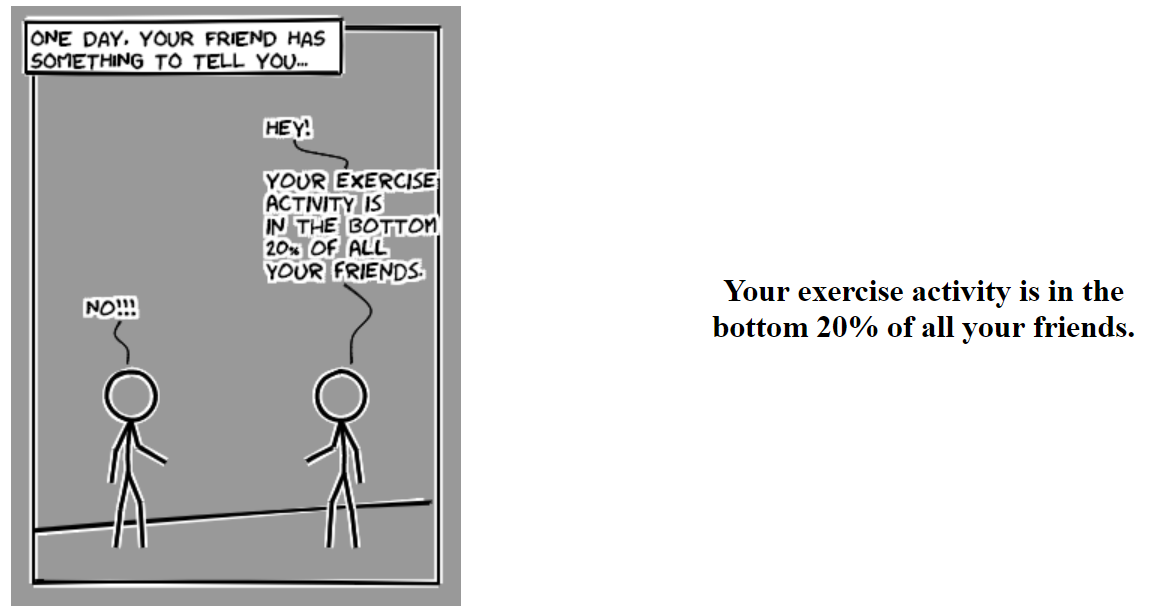 ONE DAY, YOUR FRIEND HAS
SOMETHING TO TELL YOU...
HEY!
YOUR EXERCISE
ACTIVITY IS
IN THE BOTTOM
20% OF ALL
YOUR FRIENDS.
NO!!!
Your exercise activity is in the
bottom 20% of all your friends.